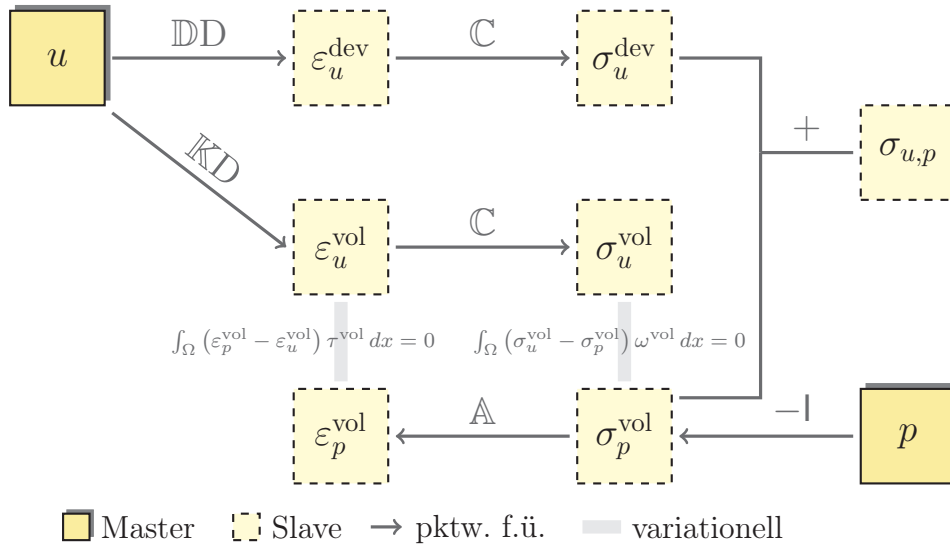 u 𝔻D ε_u^dev ℂ σ_u^dev
+
σ_{u,p}
𝕂D
ε_u^vol ℂ σ_u^vol
∫_Ω (ε_p^vol − ε_u^vol) τ^vol dx = 0 ∫_Ω (σ_u^vol − σ_p^vol) ω^vol dx = 0
ε_p^vol 𝔸 σ_p^vol −I p
Master Slave pktw. f.ü. variationell